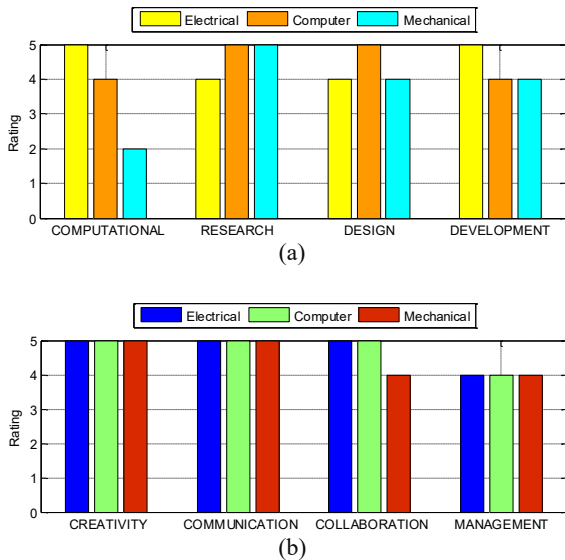 Electrical Computer Mechanical
5
4
3
2
1
0
Rating
COMPUTATIONAL RESEARCH DESIGN DEVELOPMENT
(a)
Electrical Computer Mechanical
5
4
3
2
1
0
Rating
CREATIVITY COMMUNICATION COLLABORATION MANAGEMENT
(b)